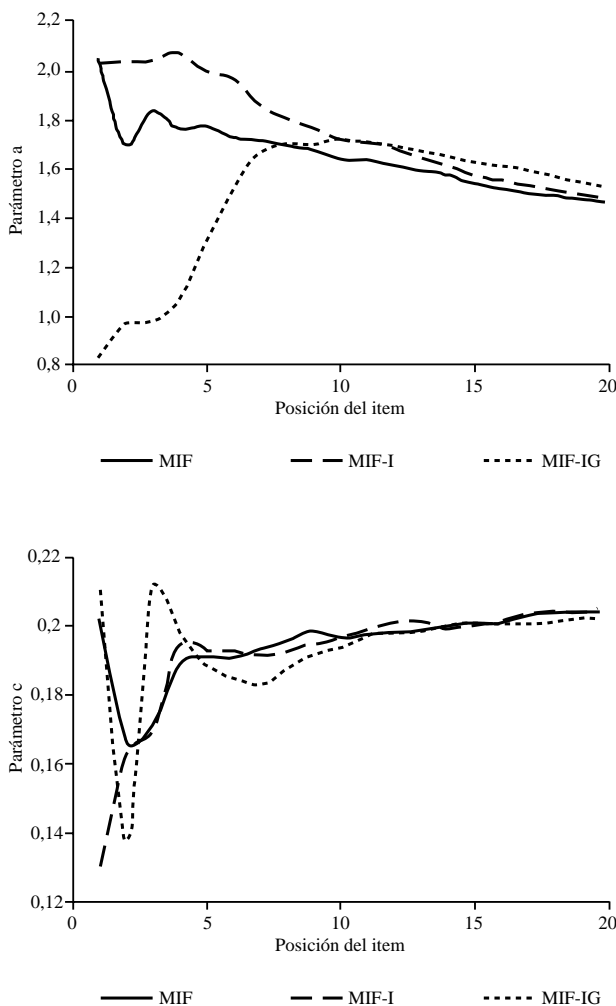 2,2
2,0
1,8
1,6
1,4
1,2
1,0
0,8
Parámetro a
0 5 10 15 20
Posición del item
MIF MIF-I MIF-IG
0,22
0,2
0,18
0,16
0,14
0,12
Parámetro c
0 5 10 15 20
Posición del item
MIF MIF-I MIF-IG